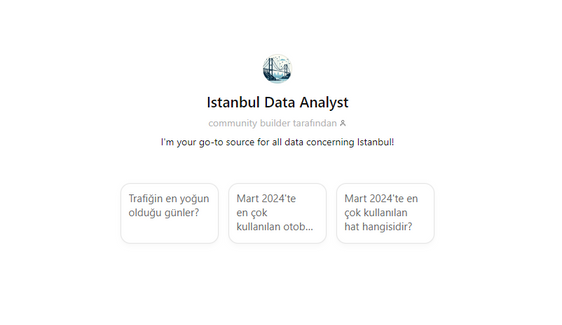 Istanbul Data Analyst
community builder tarafından
I'm your go-to source for all data concerning Istanbul!
Trafiğin en yoğun
olduğu günler?
Mart 2024'te
en çok
kullanılan otob...
Mart 2024'te en
çok kullanılan
hat hangisidir?